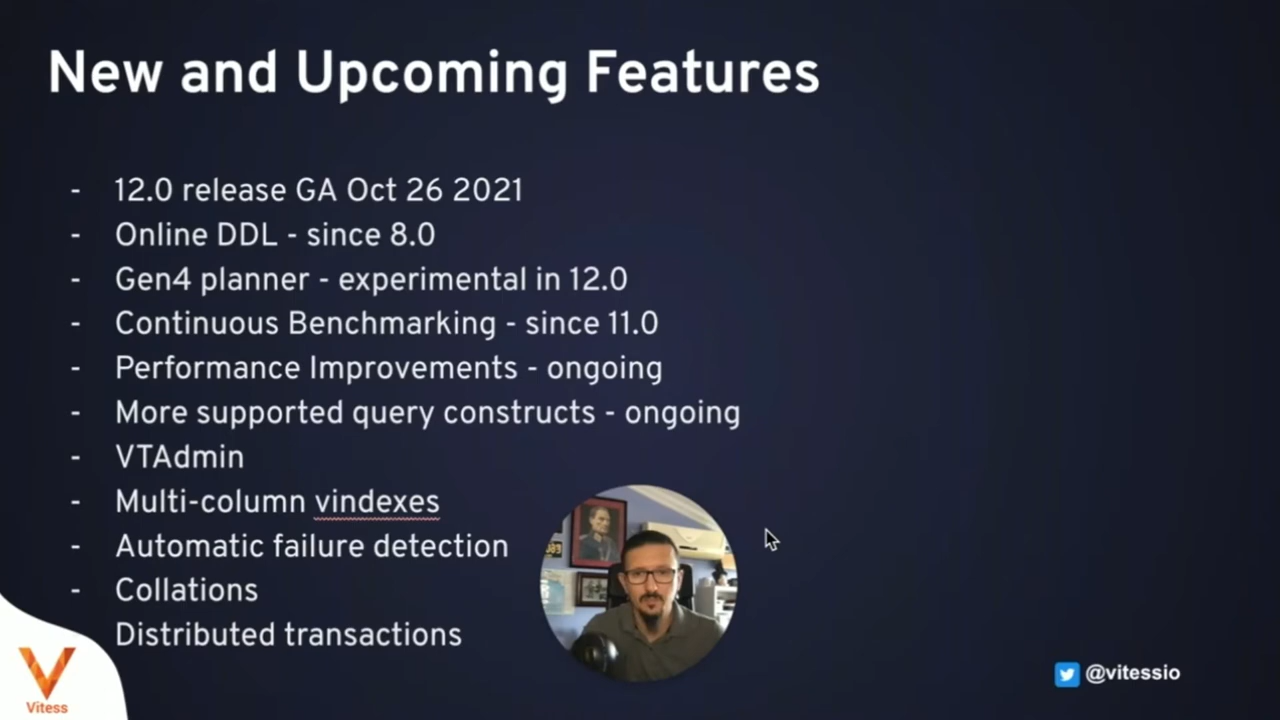 New and Upcoming Features
- 12.0 release GA Oct 26 2021
- Online DDL - since 8.0
- Gen4 planner - experimental in 12.0
- Continuous Benchmarking - since 11.0
- Performance Improvements - ongoing
- More supported query constructs - ongoing
- VTAdmin
- Multi-column vindexes
- Automatic failure detection
- Collations
Distributed transactions
Vitess
@vitessio